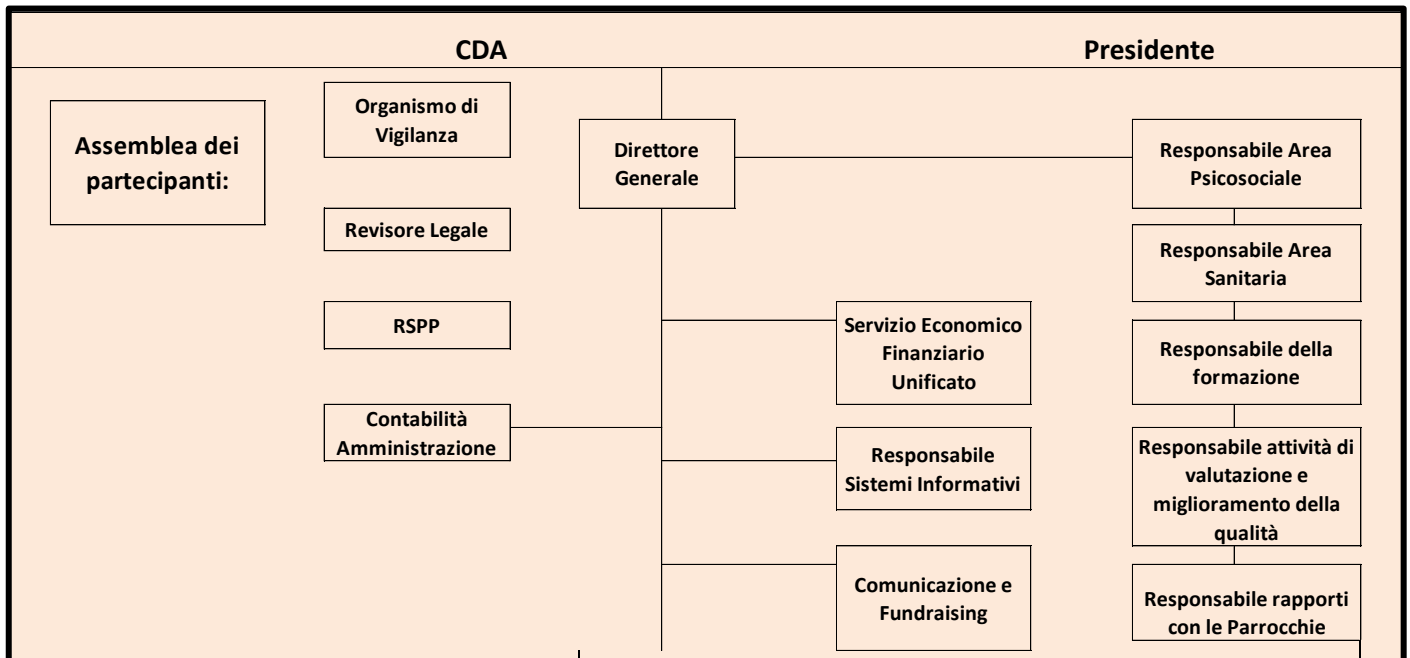 CDA
Presidente
Assemblea dei
partecipanti:
Organismo di
Vigilanza
Revisore Legale
RSPP
Contabilità
Amministrazione
Direttore
Generale
Servizio Economico
Finanziario
Unificato
Responsabile
Sistemi Informativi
Comunicazione e
Fundraising
Responsabile Area
Psicosociale
Responsabile Area
Sanitaria
Responsabile della
formazione
Responsabile attività di
valutazione e
miglioramento della
qualità
Responsabile rapporti
con le Parrocchie